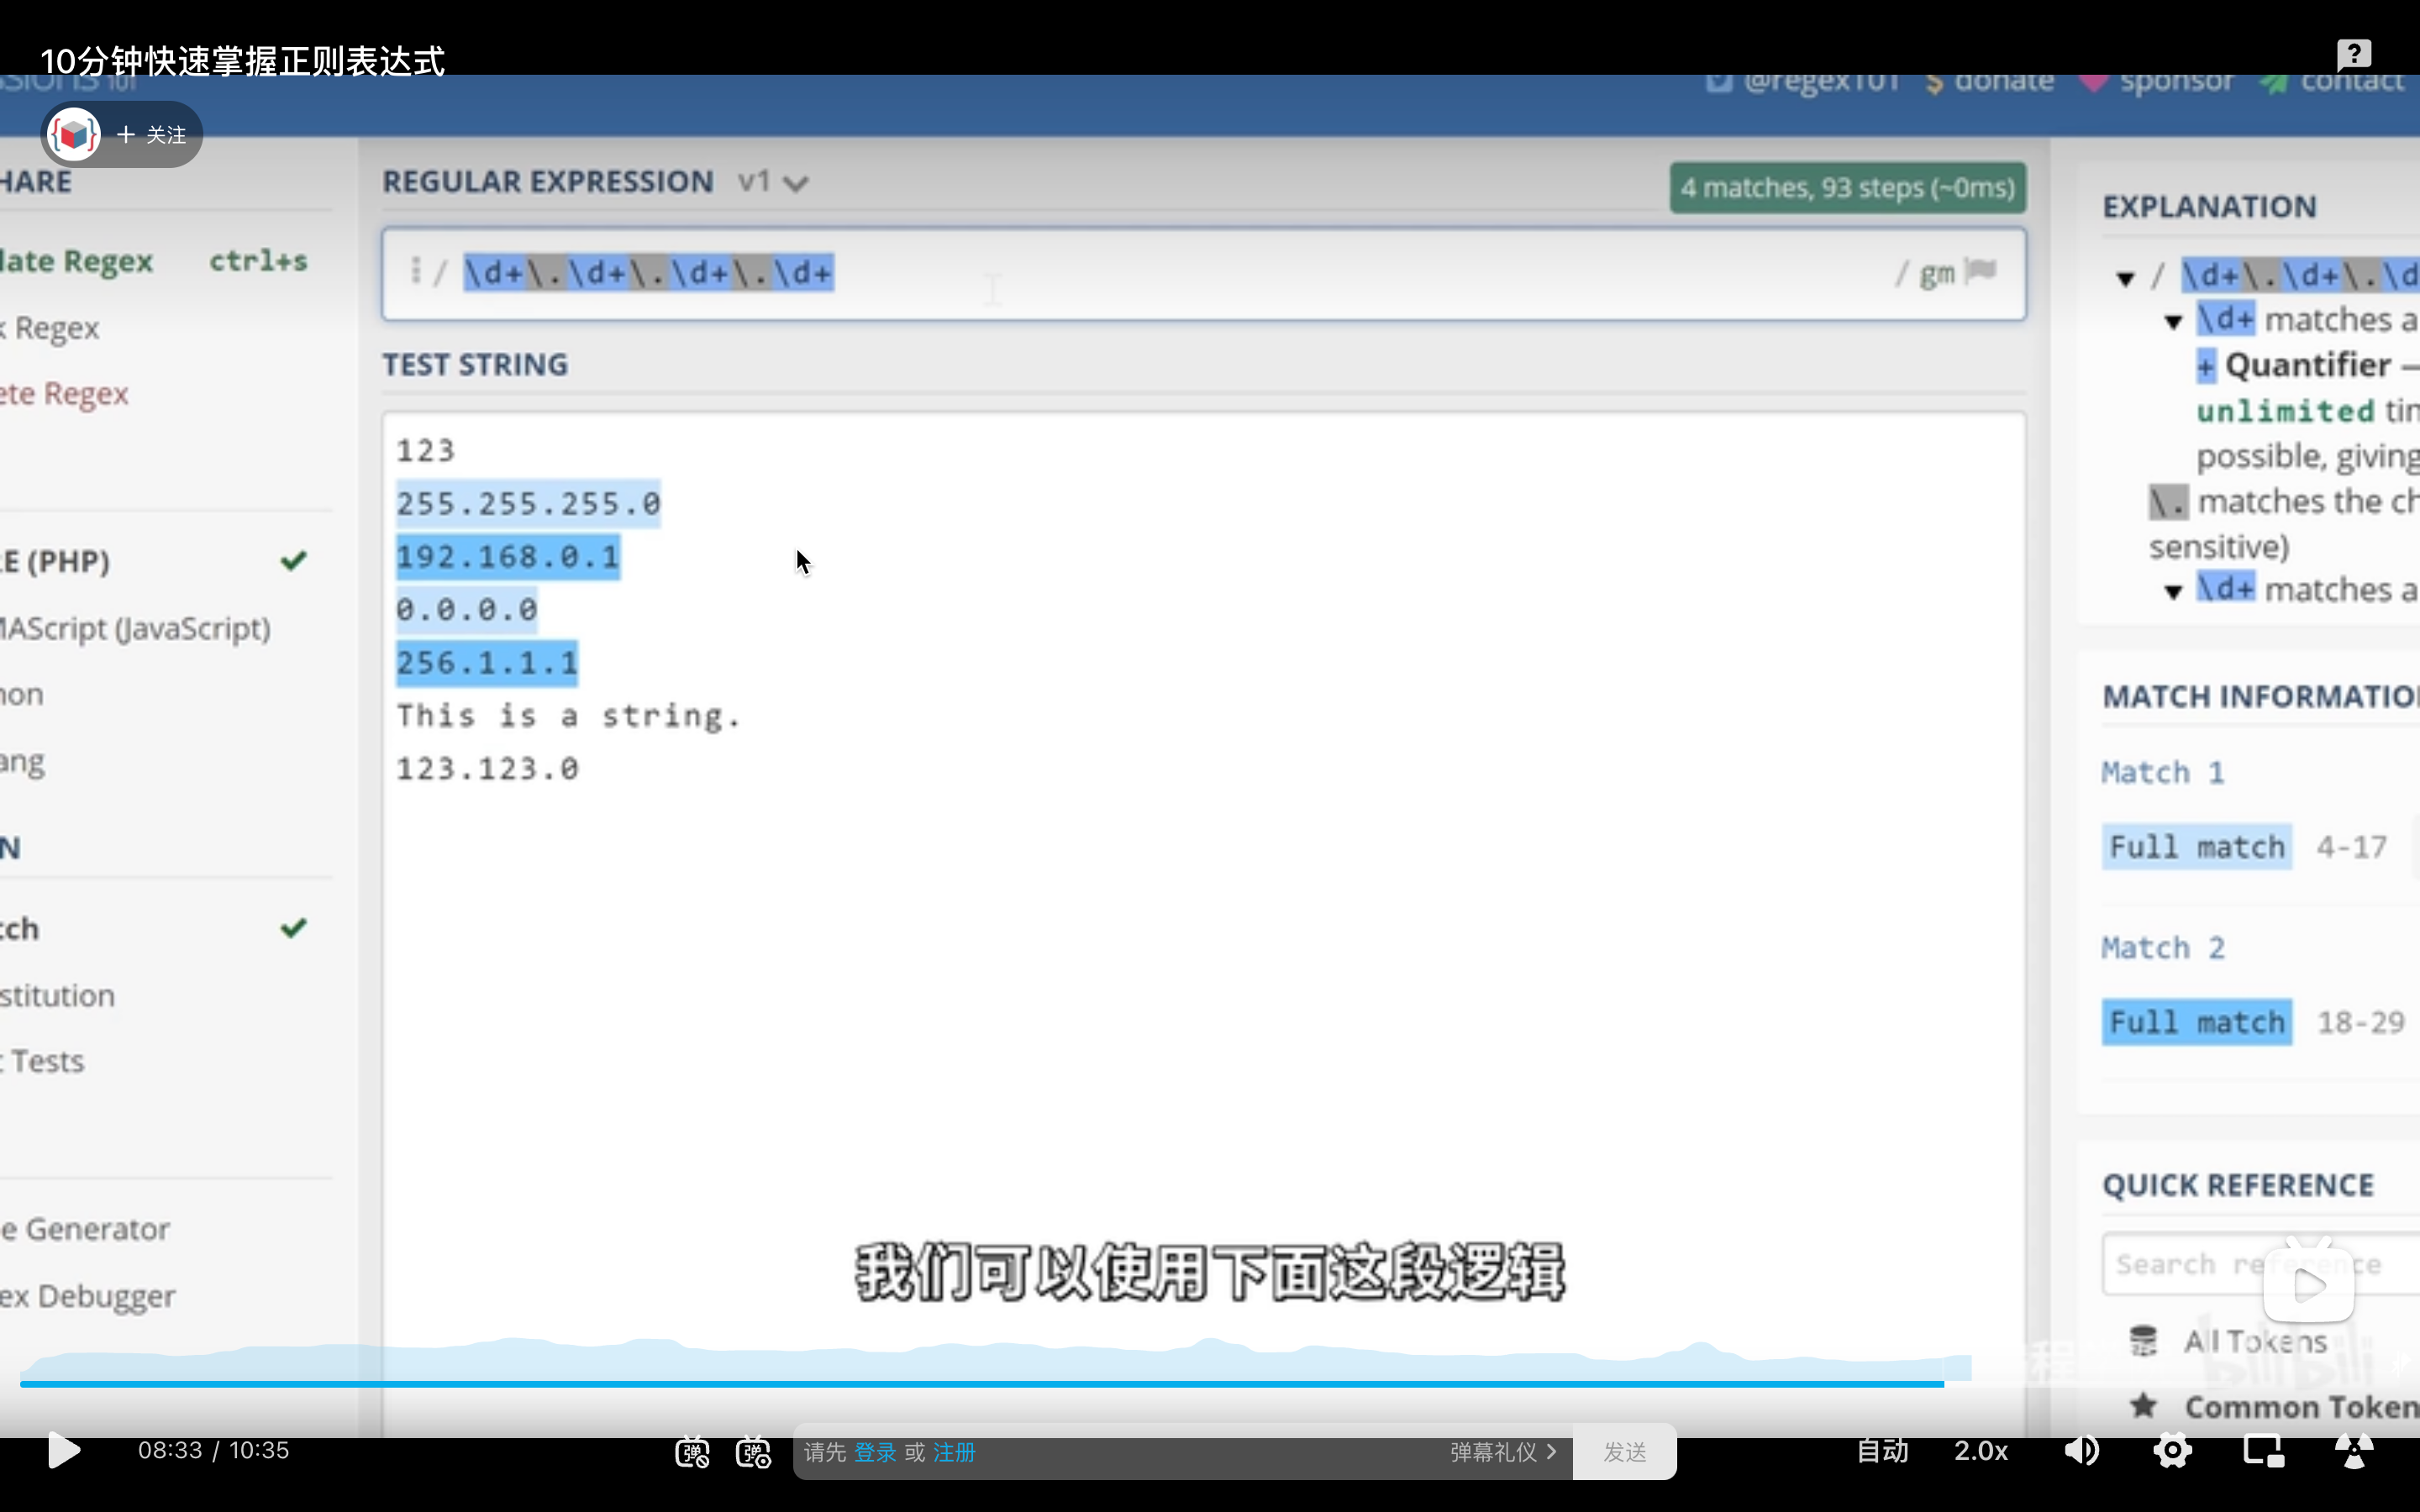 10分钟快速掌握正则表达式
@regex101 $ donate sponsor contact
+ 关注
HARE
REGULAR EXPRESSION v1
4 matches, 93 steps (~0ms)
EXPLANATION
late Regex ctrl+s
/ \d+\.\d+\.\d+\.\d+ / gm
/ \d+\.\d+\.\d
k Regex
\d+ matches a
TEST STRING
+ Quantifier —
ete Regex
unlimited tin
123
possible, giving
255.255.255.0
\. matches the ch
E (PHP)
192.168.0.1
sensitive)
0.0.0.0
\d+ matches a
MAScript (JavaScript)
256.1.1.1
hon
MATCH INFORMATIO
This is a string.
ang
123.123.0
Match 1
N
Full match 4-17
tch
Match 2
stitution
Full match 18-29
t Tests
QUICK REFERENCE
e Generator
Search reference
我们可以使用下面这段逻辑
ex Debugger
All Tokens
bilibili
Common Token
08:33 / 10:35
弹 弹
请先 登录 或 注册
弹幕礼仪 >
发送
自动
2.0x